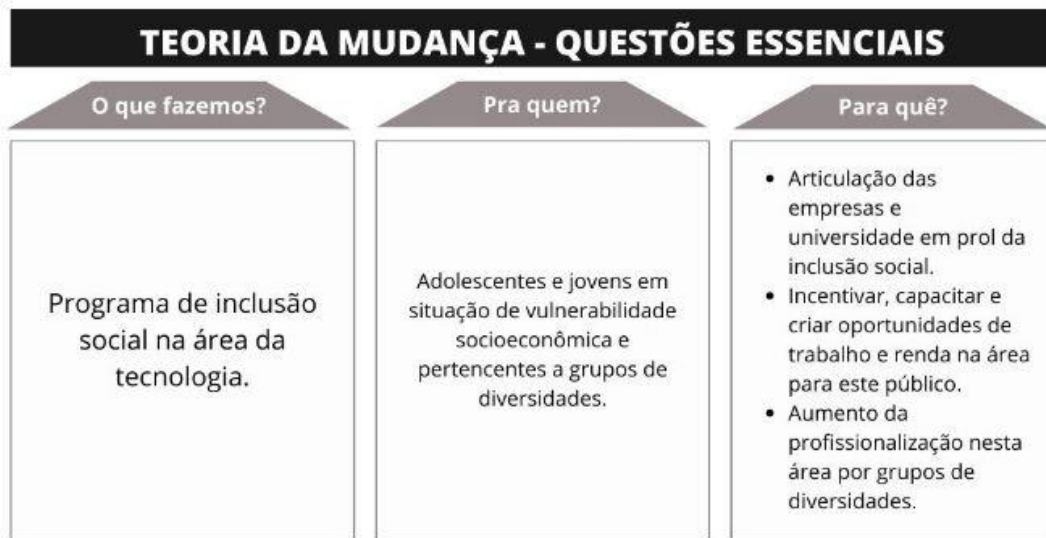 TEORIA DA MUDANÇA - QUESTÕES ESSENCIAIS
O que fazemos?
Programa de inclusão
social na área da
tecnologia.
Pra quem?
Adolescentes e jovens em
situação de vulnerabilidade
socioeconômica e
pertencentes a grupos de
diversidades.
Para quê?
• Articulação das
empresas e
universidade em prol da
inclusão social.
• Incentivar, capacitar e
criar oportunidades de
trabalho e renda na área
para este público.
• Aumento da
profissionalização nesta
área por grupos de
diversidades.